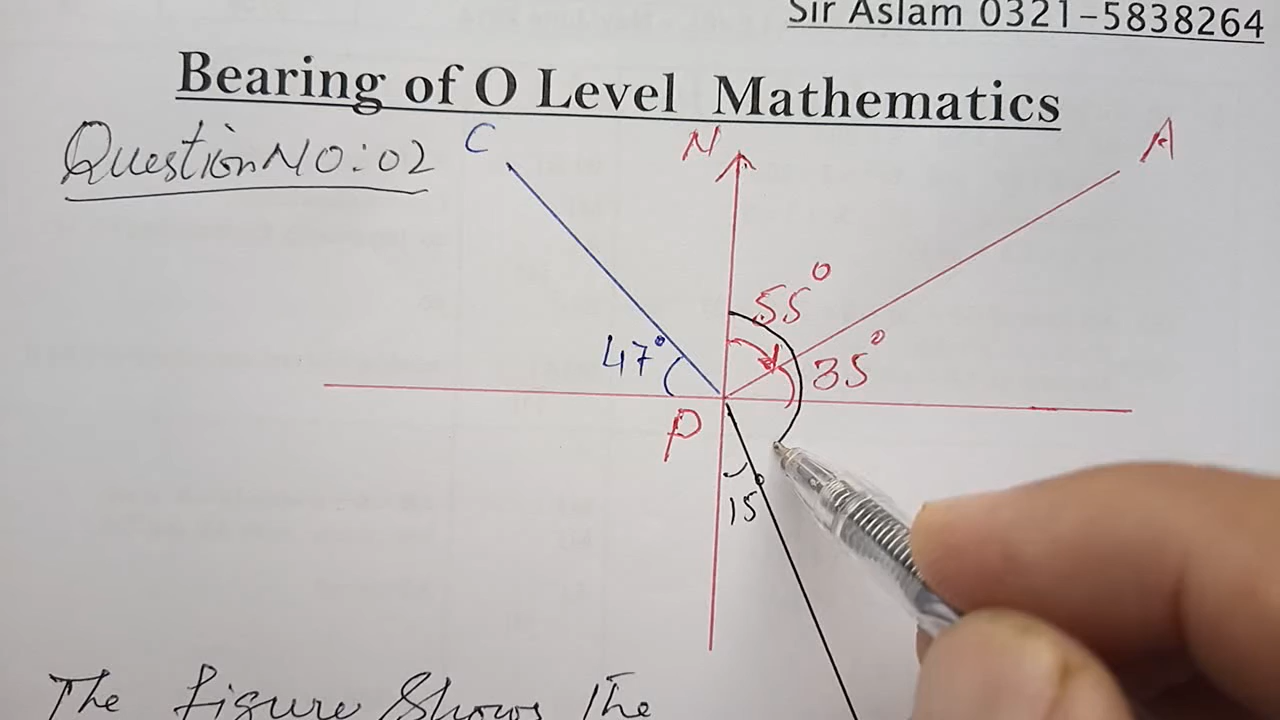 Sir Aslam 0321-5838264
Bearing of O Level Mathematics
Question NO:02
C
N
A
55°
47°
35°
P
15°
The figure Shows The